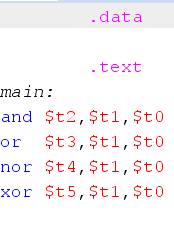 .data
.text
main:
and $t2,$t1,$t0
or $t3,$t1,$t0
nor $t4,$t1,$t0
xor $t5,$t1,$t0